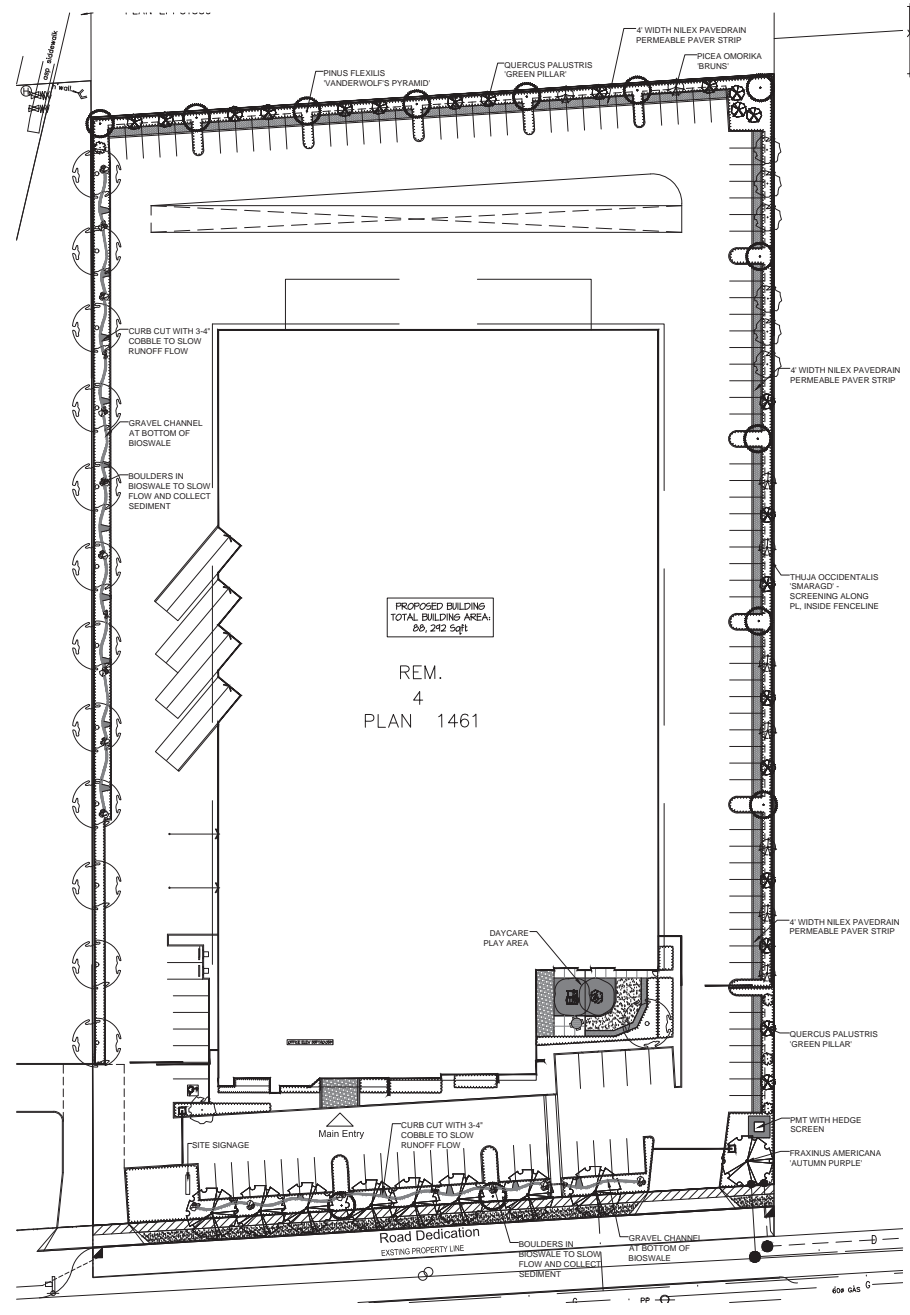 asp siddewalk
wall
4' WIDTH NILEX PAVEDRAIN
PERMEABLE PAVER STRIP
PICEA OMORIKA
'BRUNS'
QUERCUS PALUSTRIS
'GREEN PILLAR'
PINUS FLEXILIS
'VANDERWOLF'S PYRAMID'
CURB CUT WITH 3-4"
COBBLE TO SLOW
RUNOFF FLOW
4' WIDTH NILEX PAVEDRAIN
PERMEABLE PAVER STRIP
GRAVEL CHANNEL
AT BOTTOM OF
BIOSWALE
BOULDERS IN
BIOSWALE TO SLOW
FLOW AND COLLECT
SEDIMENT
THUJA OCCIDENTALIS
'SMARAGD' -
SCREENING ALONG
PL, INSIDE FENCELINE
PROPOSED BUILDING
TOTAL BUILDING AREA:
88, 292 Sqft
REM.
4
PLAN 1461
4' WIDTH NILEX PAVEDRAIN
PERMEABLE PAVER STRIP
DAYCARE
PLAY AREA
QUERCUS PALUSTRIS
'GREEN PILLAR'
PMT WITH HEDGE
SCREEN
Main Entry
CURB CUT WITH 3-4"
COBBLE TO SLOW
RUNOFF FLOW
SITE SIGNAGE
FRAXINUS AMERICANA
'AUTUMN PURPLE'
Road Dedication
EXISTING PROPERTY LINE
BOULDERS IN
BIOSWALE TO SLOW
FLOW AND COLLECT
SEDIMENT
GRAVEL CHANNEL
AT BOTTOM OF
BIOSWALE
D
60ø GAS G
G
PP